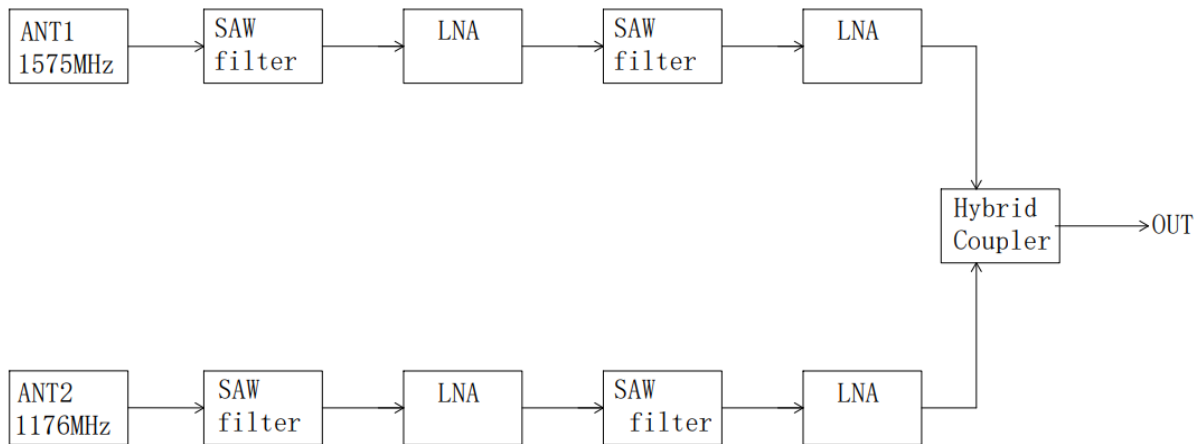 ANT1
1575MHz
SAW
filter
LNA
SAW
filter
LNA
Hybrid
Coupler
OUT
ANT2
1176MHz
SAW
filter
LNA
SAW
filter
LNA